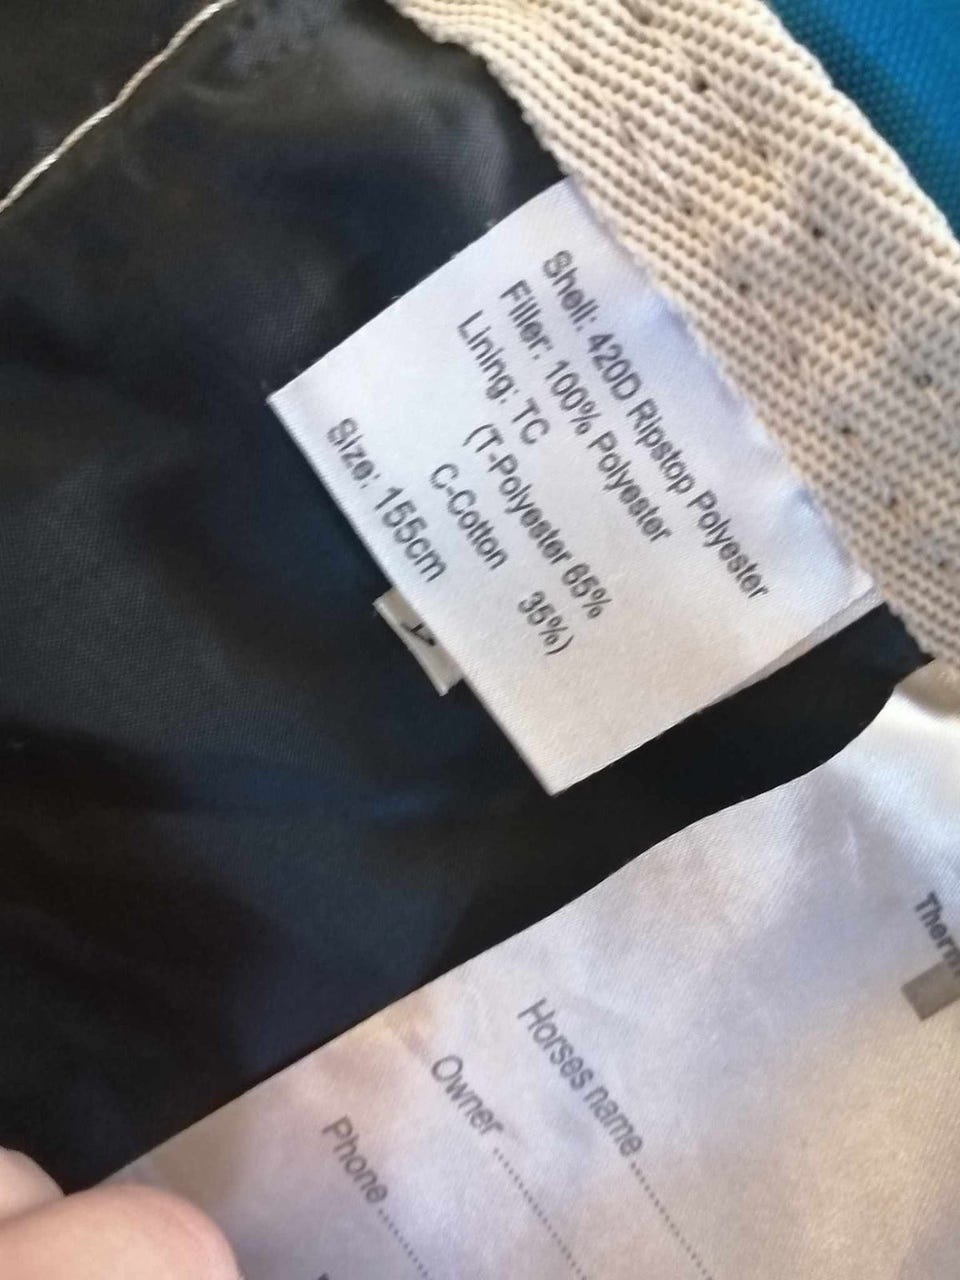 Shell: 420D Ripstop Polyester
Filler: 100% Polyester
Lining: TC
(T-Polyester 65%
C-Cotton 35%)
Size: 155cm
Horses name
Owner
Phone